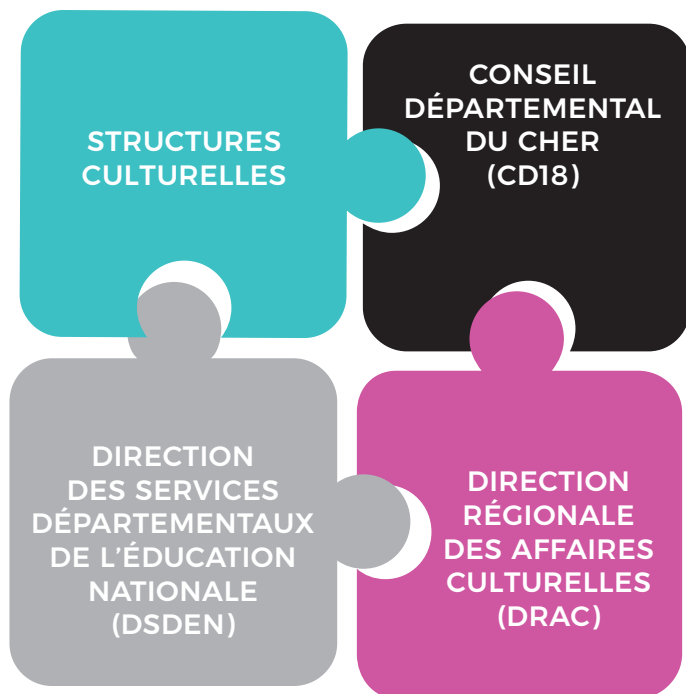 STRUCTURES
CULTURELLES
CONSEIL
DÉPARTEMENTAL
DU CHER
(CD18)
DIRECTION
DES SERVICES
DÉPARTEMENTAUX
DE L’ÉDUCATION
NATIONALE
(DSDEN)
DIRECTION
RÉGIONALE
DES AFFAIRES
CULTURELLES
(DRAC)